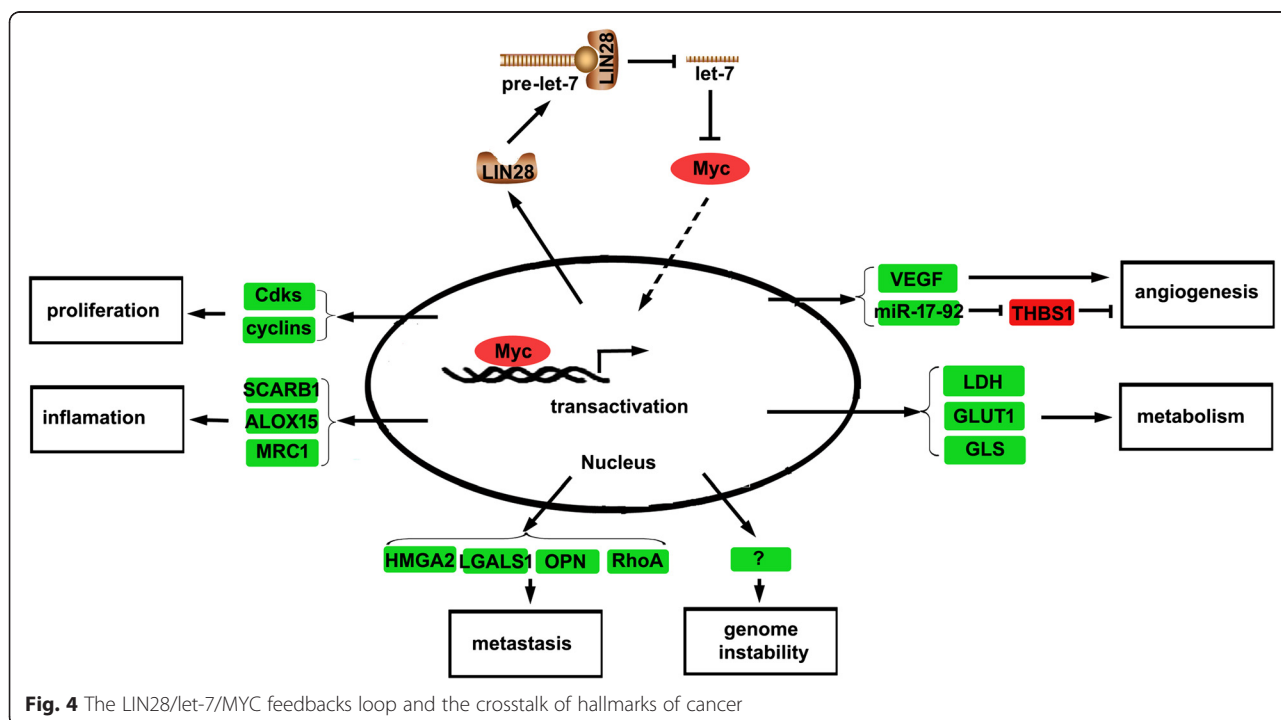 LIN28
pre-let-7
let-7
LIN28
Myc
proliferation
Cdks
cyclins
VEGF
miR-17-92
THBS1
angiogenesis
Myc
transactivation
Nucleus
inflamation
SCARB1
ALOX15
MRC1
LDH
GLUT1
GLS
metabolism
HMGA2 LGALS1 OPN RhoA
metastasis
?
genome
instability
Fig. 4 The LIN28/let-7/MYC feedbacks loop and the crosstalk of hallmarks of cancer